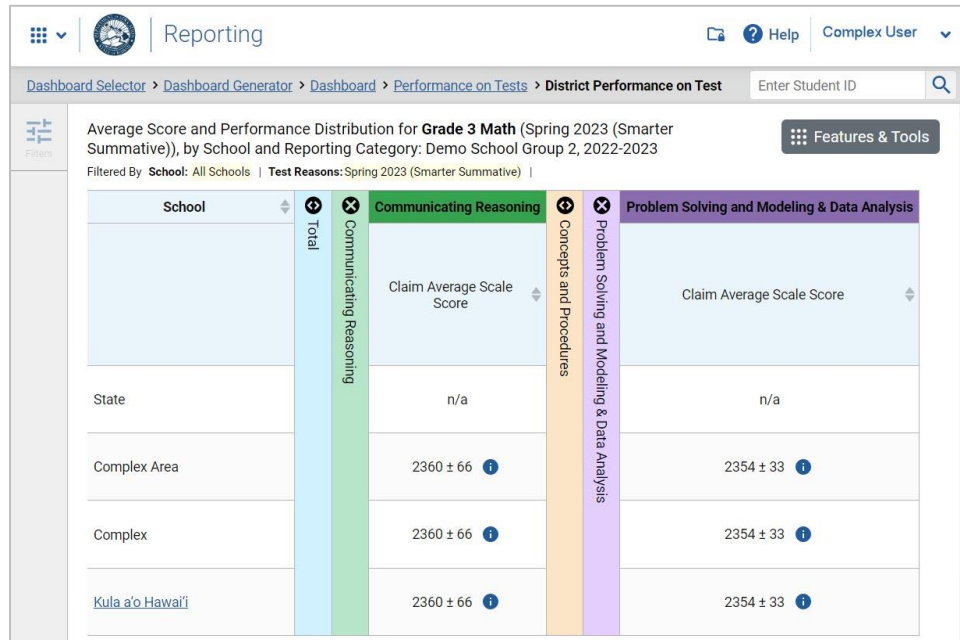 Reporting
Help
Complex User
Dashboard Selector > Dashboard Generator > Dashboard > Performance on Tests > District Performance on Test
Enter Student ID
Filters
Average Score and Performance Distribution for Grade 3 Math (Spring 2023 (Smarter
Summative)), by School and Reporting Category: Demo School Group 2, 2022-2023
Features & Tools
Filtered By School: All Schools | Test Reasons: Spring 2023 (Smarter Summative) |
School
Total
Communicating Reasoning
Communicating Reasoning
Concepts and Procedures
Problem Solving and Modeling & Data Analysis
Problem Solving and Modeling & Data Analysis
Claim Average Scale
Score
Claim Average Scale Score
State n/a n/a
Complex Area 2360 ± 66 2354 ± 33
Complex 2360 ± 66 2354 ± 33
Kula a’o Hawai’i 2360 ± 66 2354 ± 33